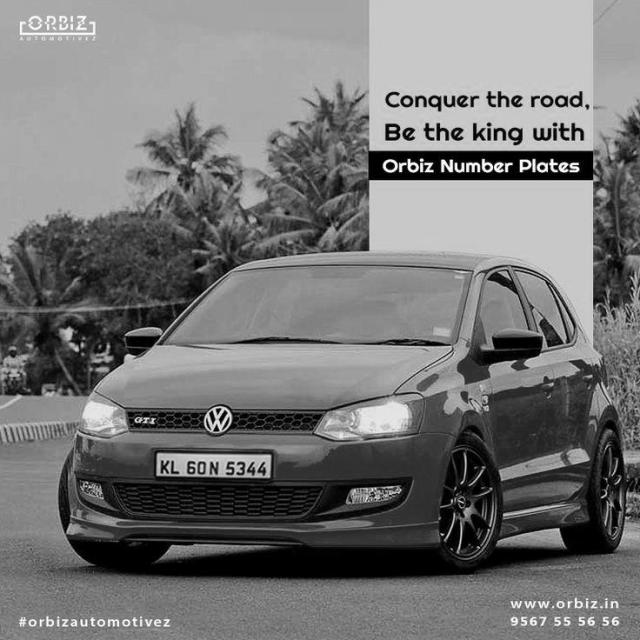 ORBIZ
AUTOMOTIVEZ
Conquer the road,
Be the king with
Orbiz Number Plates
GTI
KL 60N 5344
#orbizautomotivez
www.orbiz.in
9567 55 56 56